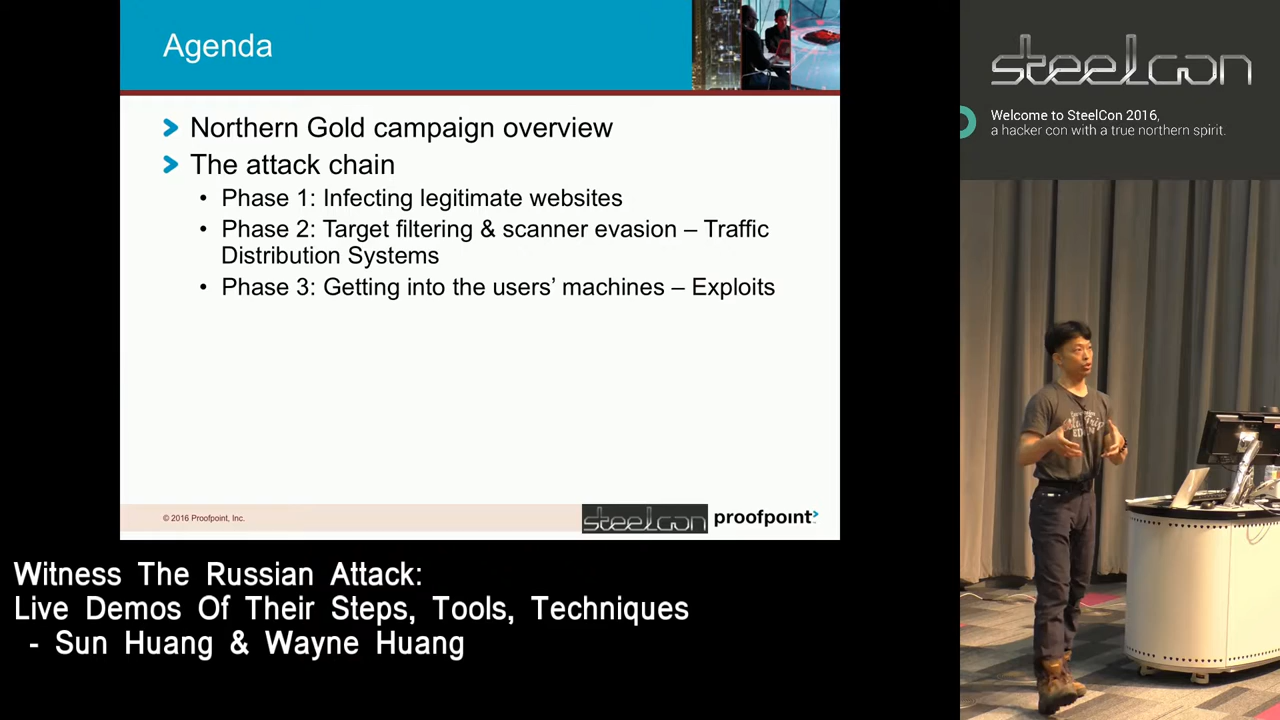 Agenda
Northern Gold campaign overview
The attack chain
• Phase 1: Infecting legitimate websites
• Phase 2: Target filtering & scanner evasion – Traffic
Distribution Systems
• Phase 3: Getting into the users’ machines – Exploits
© 2016 Proofpoint, Inc.
steelcon
proofpoint
Witness The Russian Attack:
Live Demos Of Their Steps, Tools, Techniques
- Sun Huang & Wayne Huang
steelcon
Welcome to SteelCon 2016,
a hacker con with a true northern spirit.